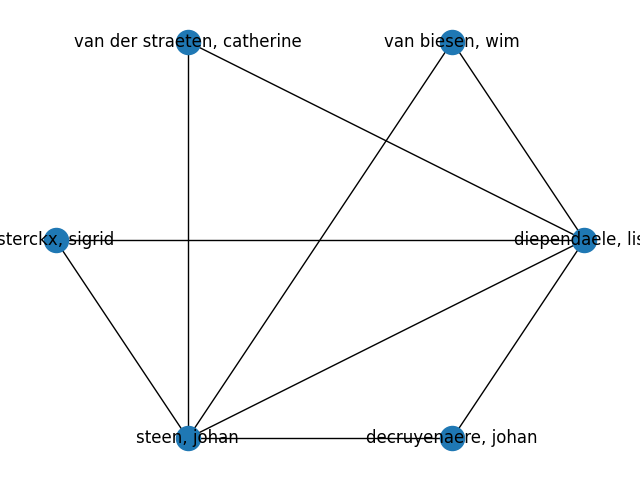 van der straeten, catherine
van biesen, wim
sterckx, sigrid
diependaele, lis
steen, johan
decruyenaere, johan